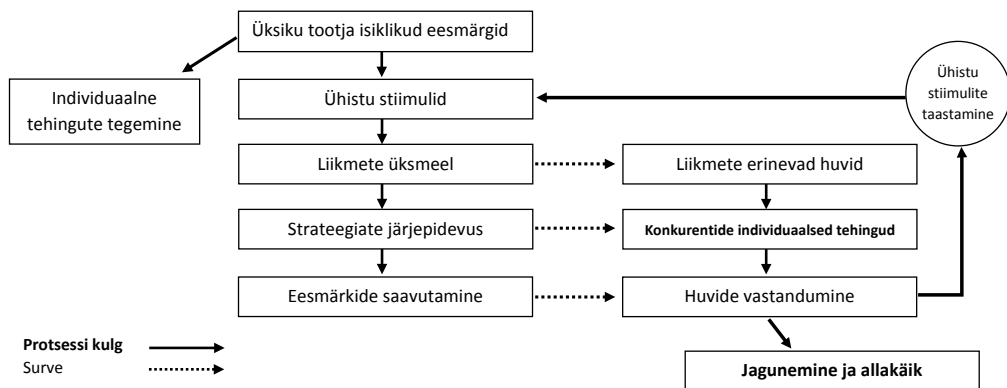 Üksiku tootja isiklikud eesmärgid
Individuaalne
tehingute tegemine
Ühistu stiimulid
Ühistu
stiimulite
taastamine
Liikmete üksmeel
Liikmete erinevad huvid
Strateegiate järjepidevus
Konkurentide individuaalsed tehingud
Eesmärkide saavutamine
Huvide vastandumine
Protsessi kulg
Surve
Jagunemine ja allakäik